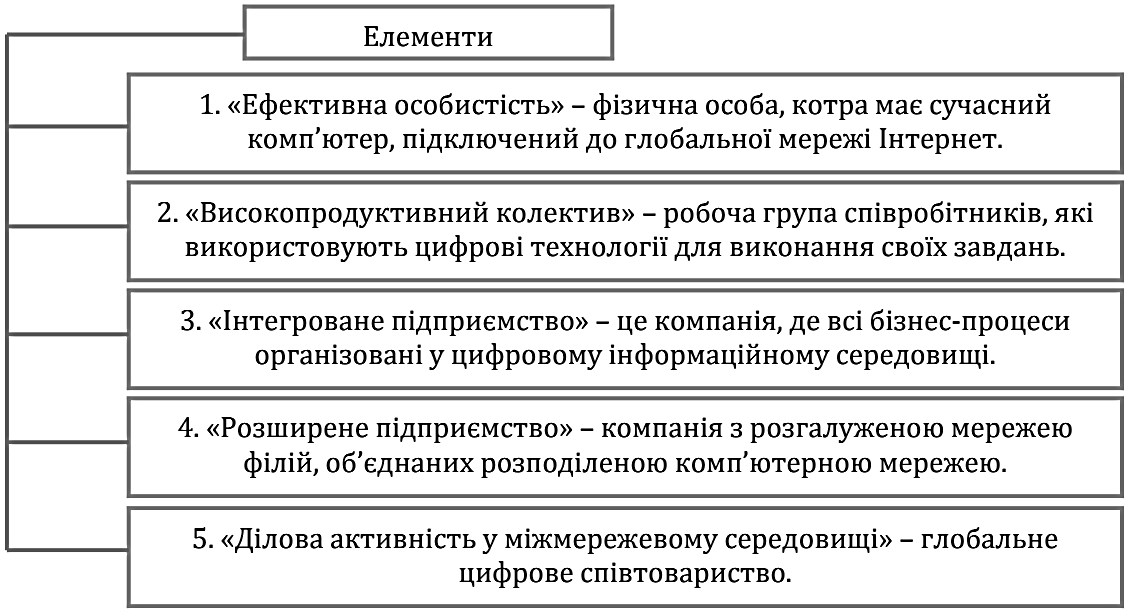 Елементи
1. «Ефективна особистість» – фізична особа, котра має сучасний
комп’ютер, підключений до глобальної мережі Інтернет.
2. «Високопродуктивний колектив» – робоча група співробітників, які
використовують цифрові технології для виконання своїх завдань.
3. «Інтегроване підприємство» – це компанія, де всі бізнес-процеси
організовані у цифровому інформаційному середовищі.
4. «Розширене підприємство» – компанія з розгалуженою мережею
філій, об’єднаних розподіленою комп’ютерною мережею.
5. «Ділова активність у міжмережевому середовищі» – глобальне
цифрове співтовариство.